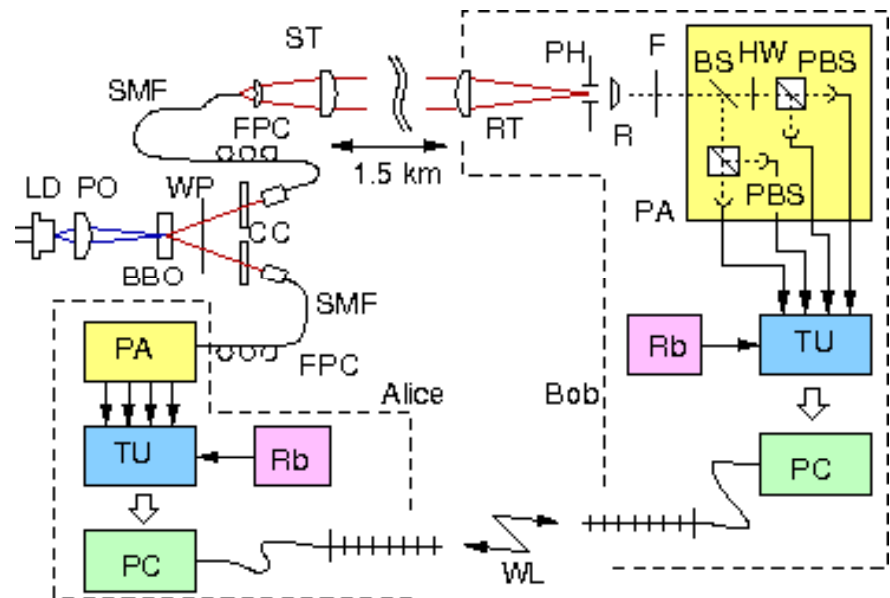 ST
PH
F
BS
HW
PBS
SMF
FPC
RT
R
1.5 km
LD
PO
WP
CC
PBS
PA
BBO
SMF
FPC
PA
Rb
TU
Alice
Bob
TU
Rb
PC
PC
WL